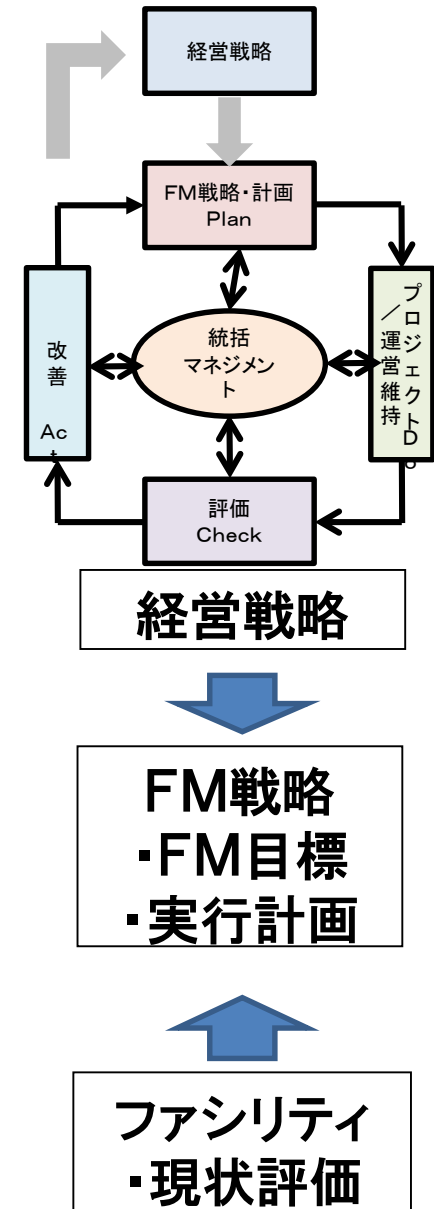 経営戦略
FM戦略・計画
Plan
統括
マネジメン
ト
改
善
Ac
t
プロジェクトDo
／運営維持
評価
Check
経営戦略
FM戦略
・FM目標
・実行計画
ファシリティ
・現状評価